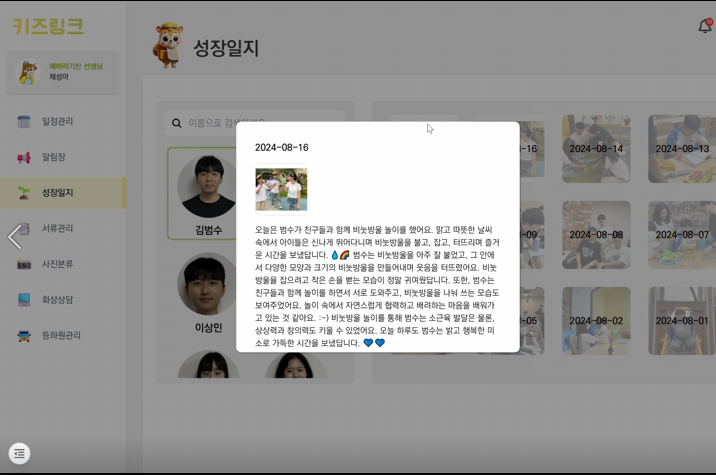 키즈링크
해바라기반 선생님
채성아
일정관리
알림장
성장일지
서류관리
사진분류
화상상담
등하원관리
성장일지
이름으로 검색하세요
김범수
이상민
2024-08-16
오늘은 범수가 친구들과 함께 비눗방울 놀이를 했어요. 맑고 따뜻한 날씨
속에서 아이들은 신나게 뛰어다니며 비눗방울을 불고, 잡고, 터뜨리며 즐거
운 시간을 보냈답니다. 💧🌈 범수는 비눗방울을 아주 잘 불었고, 그 안에
서 다양한 모양과 크기의 비눗방울을 만들어내며 웃음을 터뜨렸어요. 비눗
방울을 잡으려고 작은 손을 뻗는 모습이 정말 귀여웠답니다. 또한, 범수는
친구들과 함께 놀이를 하면서 서로 도와주고, 비눗방울을 나눠 쓰는 모습도
보여주었어요. 놀이 속에서 자연스럽게 협력하고 배려하는 마음을 배워가
고 있는 것 같아요. :-) 비눗방울 놀이를 통해 범수는 소근육 발달은 물론,
상상력과 창의력도 키울 수 있었어요. 오늘 하루도 범수는 밝고 행복한 미
소로 가득한 시간을 보냈답니다. 💙💙
-16
2024-08-14
2024-08-13
-09
2024-08-08
2024-08-07
-05
2024-08-02
2024-08-01